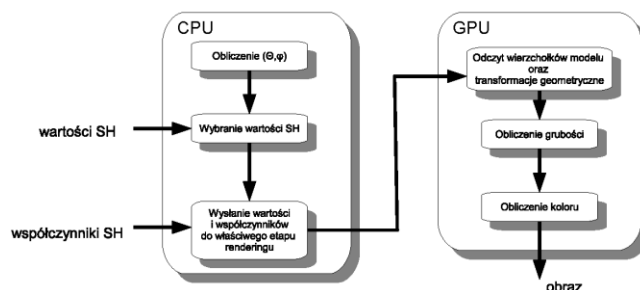 CPU
Obliczenie (Θ,φ)
wartości SH
Wybranie wartości SH
współczynniki SH
Wysłanie wartości
i współczynników
do właściwego etapu
renderingu
GPU
Odczyt wierzchołków modelu
oraz
transformacje geometryczne
Obliczenie grubości
Obliczenie koloru
obraz